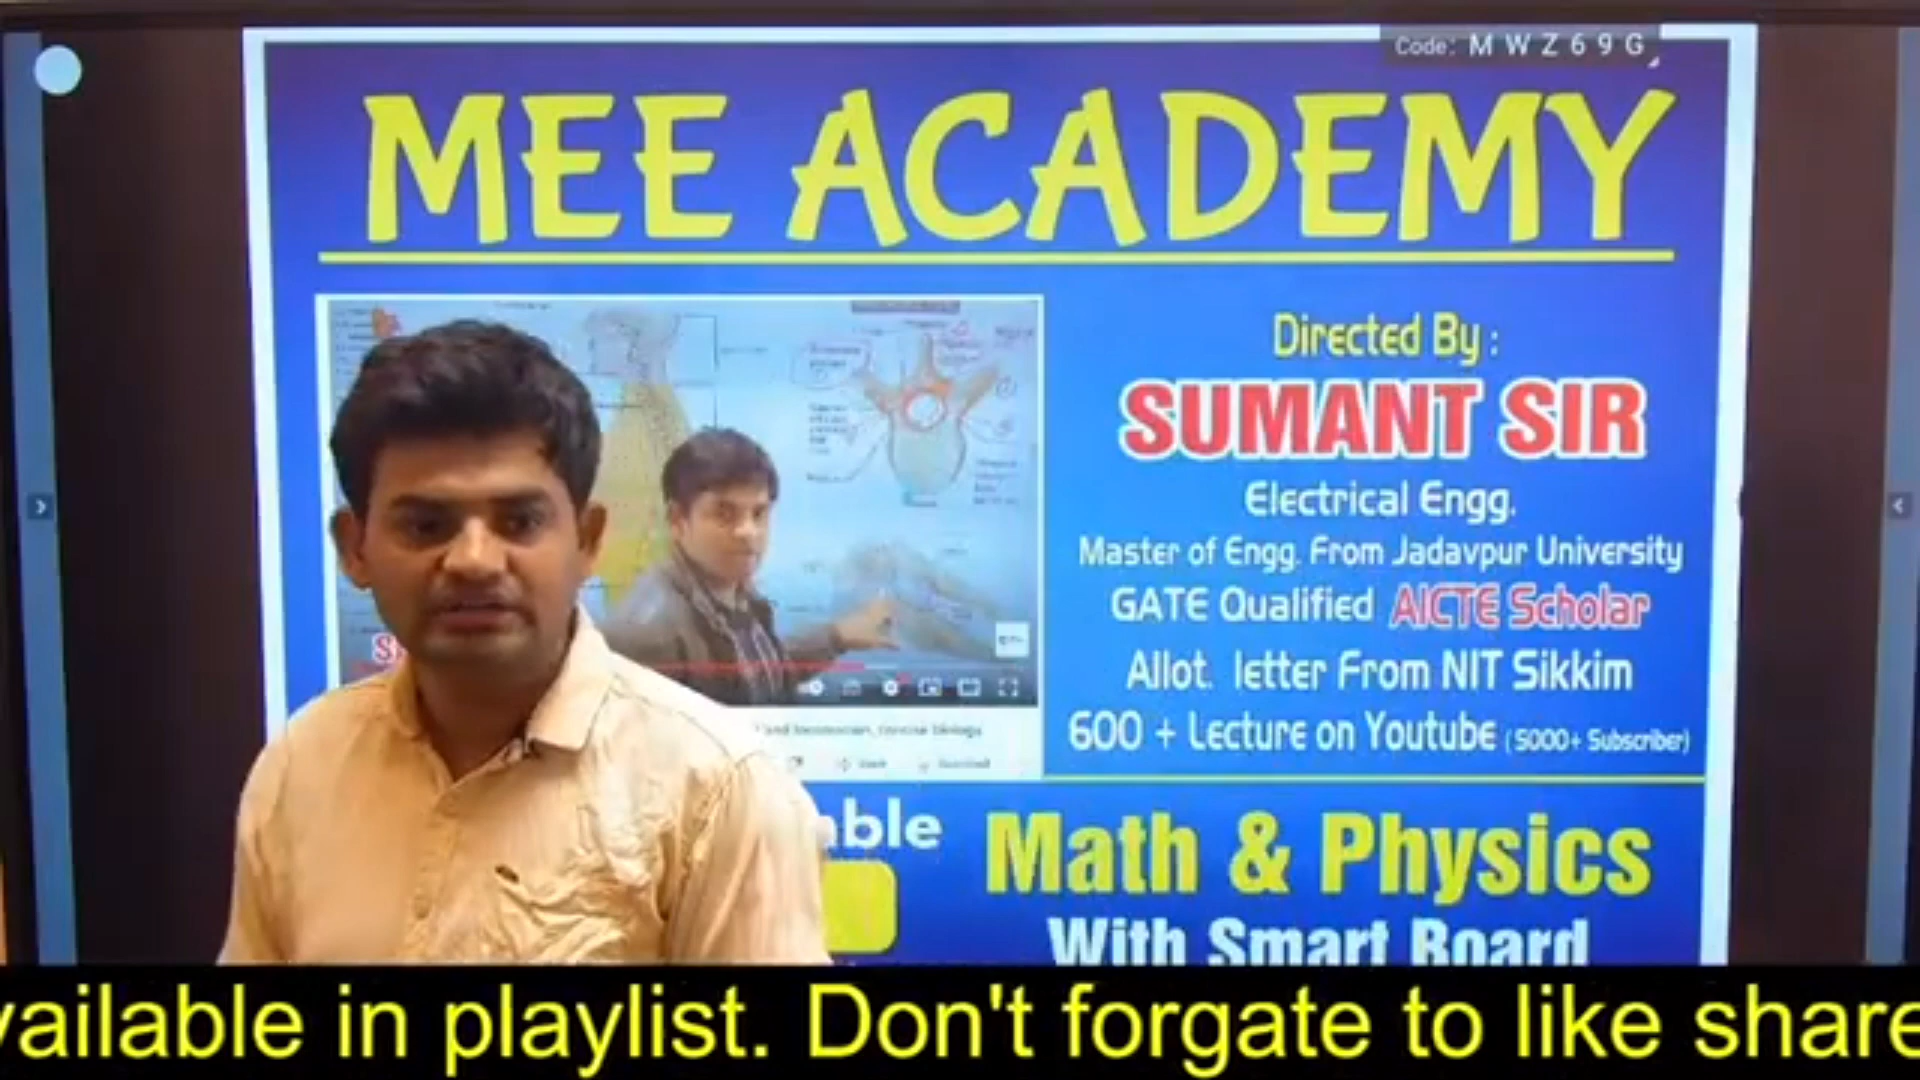 Code: MWZ69G
MEE ACADEMY
Directed By :
SUMANT SIR
Electrical Engg.
Master of Engg. From Jadavpur University
GATE Qualified AICTE Scholar
Allot. letter From NIT Sikkim
600 + Lecture on Youtube (5000+ Subscriber)
able
Math & Physics
With Smart Board
vailable in playlist. Don't forgate to like share